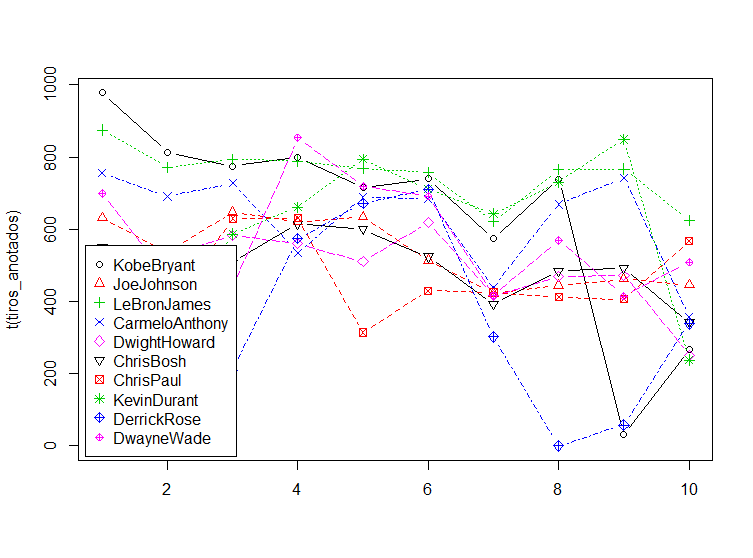 t(tiros_anotados)
1000
800
600
400
200
0
KobeBryant
JoeJohnson
LeBronJames
CarmeloAnthony
DwightHoward
ChrisBosh
ChrisPaul
KevinDurant
DerrickRose
DwayneWade
2 4 6 8 10